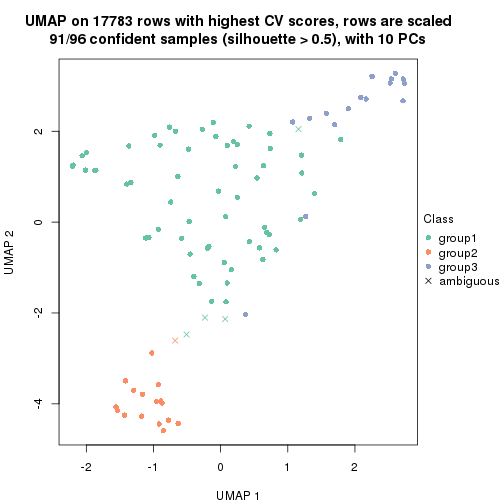 UMAP on 17783 rows with highest CV scores, rows are scaled
91/96 confident samples (silhouette > 0.5), with 10 PCs
UMAP 2
2
0
-2
-4
-2
-1
0
1
2
UMAP 1
Class
group1
group2
group3
ambiguous